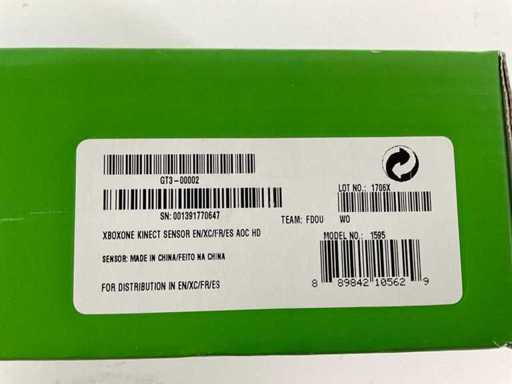 GT3-00002
LOT NO.: 1706X
SN: 001391770647
TEAM: FDOU WO
XBOXONE KINECT SENSOR EN/XC/FR/ES AOC HD
MODEL NO.: 1595
SENSOR: MADE IN CHINA/FEITO NA CHINA
FOR DISTRIBUTION IN EN/XC/FR/ES
8 89842 10562 9